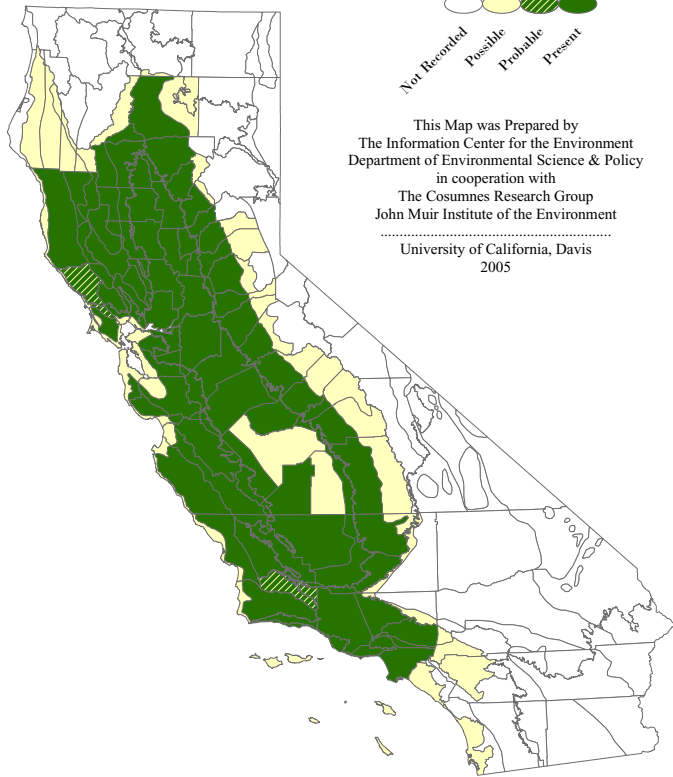 Not Recorded
Possible
Probable
Present
This Map was Prepared by
The Information Center for the Environment
Department of Environmental Science & Policy
in cooperation with
The Cosumnes Research Group
John Muir Institute of the Environment
..............................................................
University of California, Davis
2005